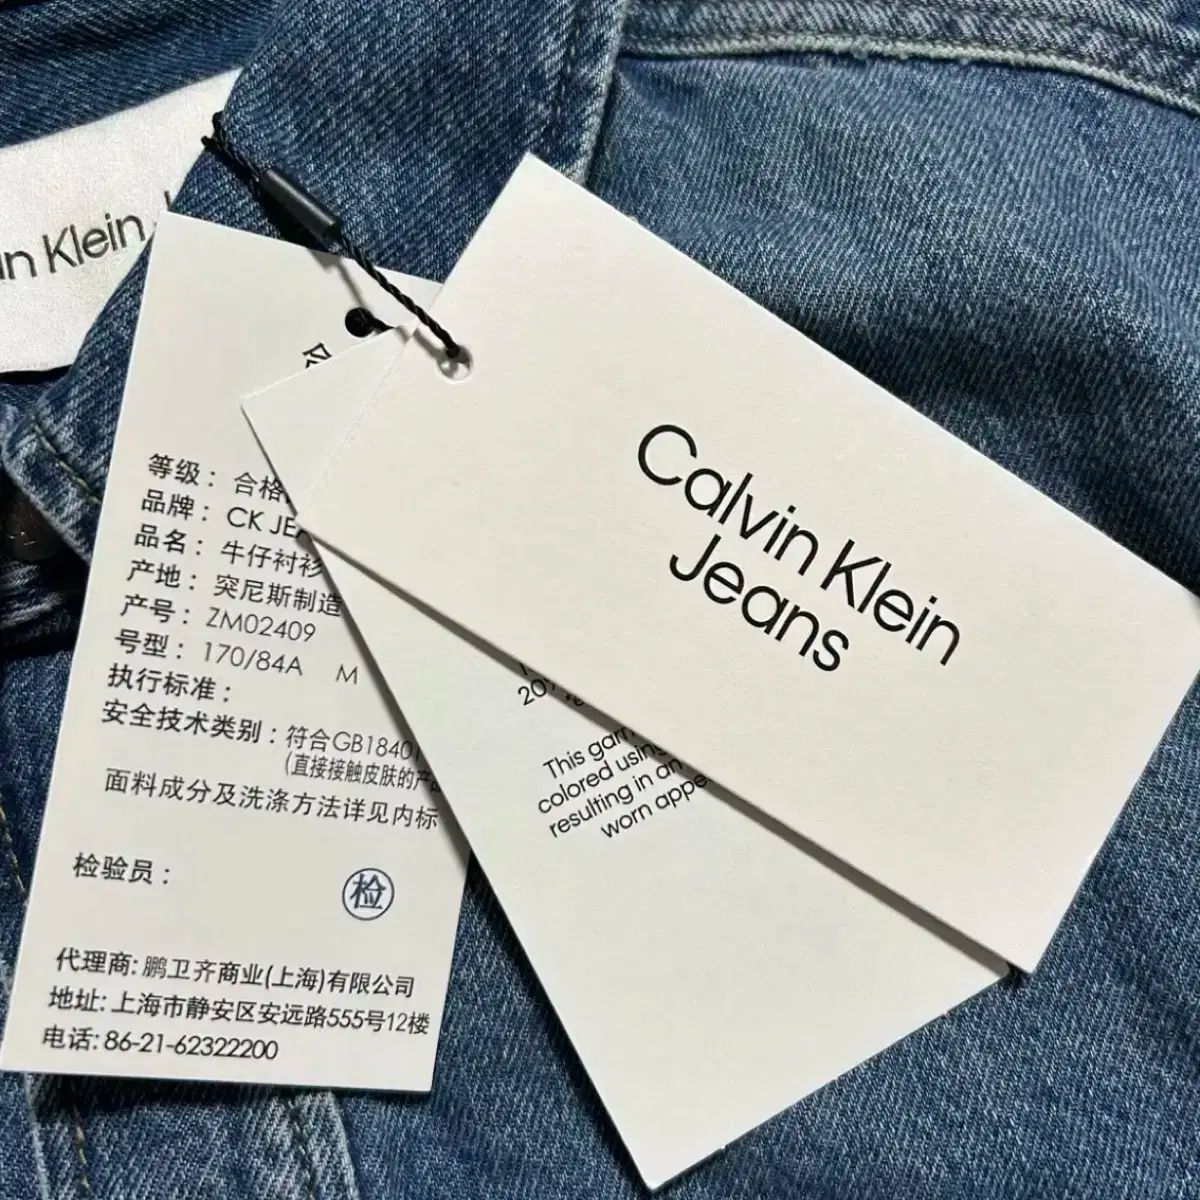 Klein
等级：合格
品牌：CK
品名：牛仔衬衫
产地：突尼斯制造
产号：ZM02409
号型：170/84A M
执行标准：
安全技术类别：符合GB18401
(直接接触皮肤的产品
面料成分及洗涤方法详见内标
检验员：
检
代理商: 鹏卫齐商业(上海)有限公司
地址: 上海市静安区安远路555号12楼
电话: 86-21-62322200
This
colored using
resulting in an
worn
Calvin Klein
Jeans